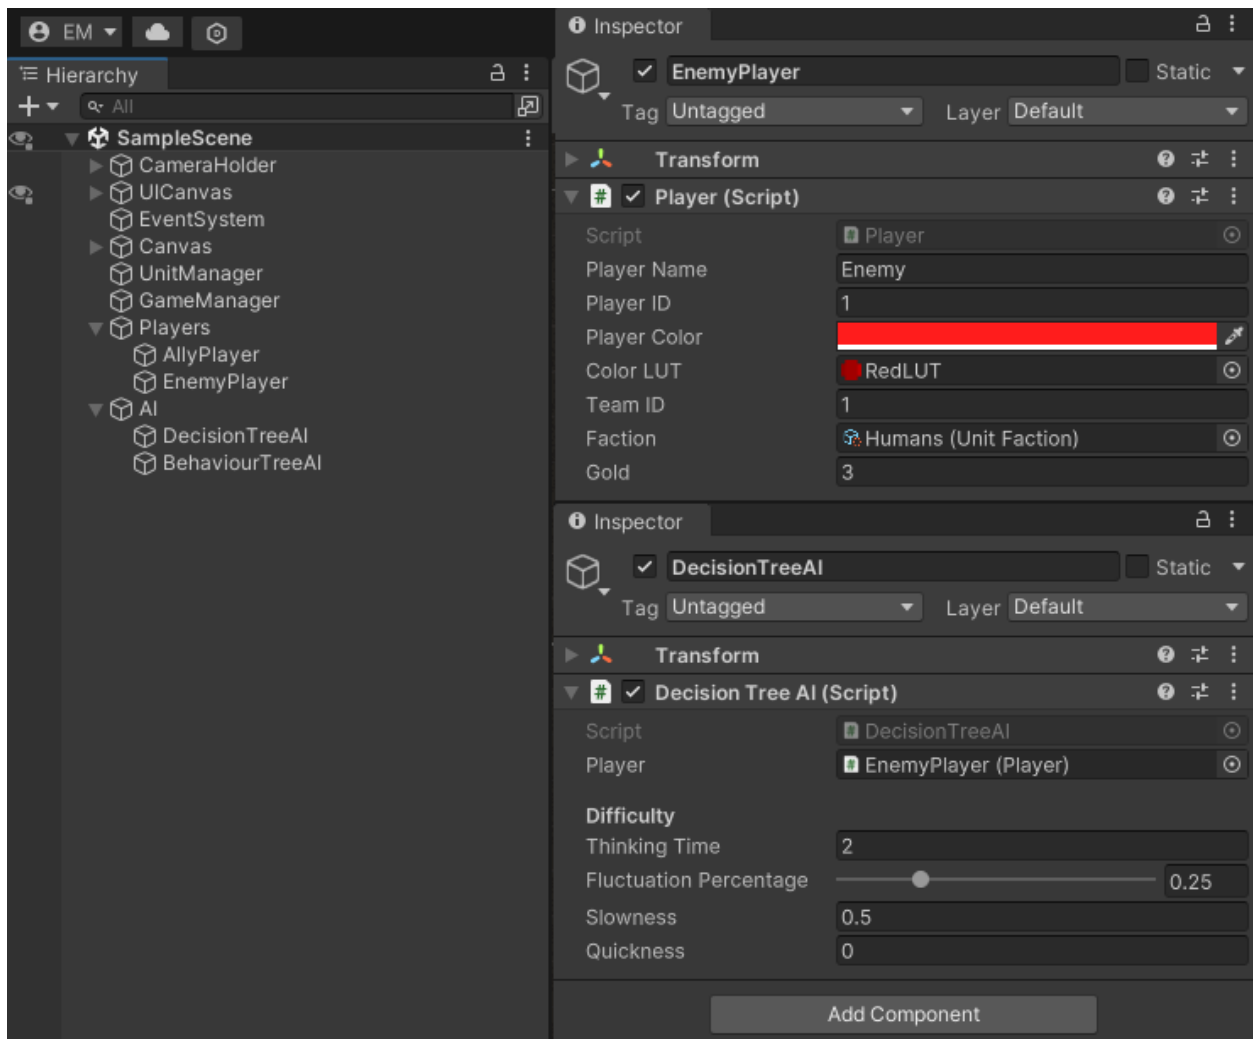 EM
Hierarchy
All
SampleScene
CameraHolder
UICanvas
EventSystem
Canvas
UnitManager
GameManager
Players
AllyPlayer
EnemyPlayer
AI
DecisionTreeAI
BehaviourTreeAI
Inspector
EnemyPlayer Static
Tag Untagged Layer Default
Transform
# Player (Script)
Script # Player
Player Name Enemy
Player ID 1
Player Color
Color LUT RedLUT
Team ID 1
Faction Humans (Unit Faction)
Gold 3
Inspector
DecisionTreeAI Static
Tag Untagged Layer Default
Transform
# Decision Tree AI (Script)
Script # DecisionTreeAI
Player # EnemyPlayer (Player)
Difficulty
Thinking Time 2
Fluctuation Percentage 0.25
Slowness 0.5
Quickness 0
Add Component